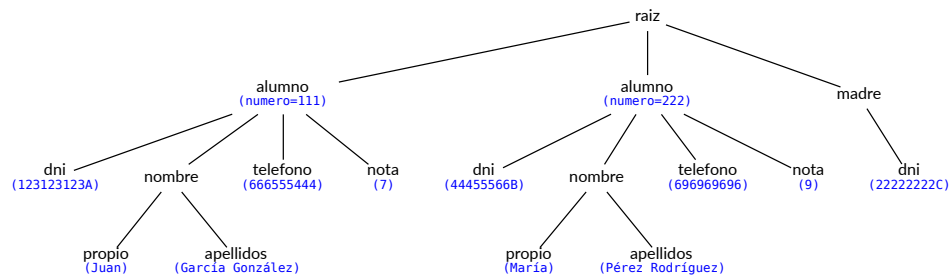 raiz
alumno alumno
(numero=111) (numero=222) madre
dni nombre telefono nota dni nombre telefono nota dni
(123123123A) (666555444) (7) (44455566B) (696969696) (9) (22222222C)
propio apellidos propio apellidos
(Juan) (García González) (María) (Pérez Rodríguez)